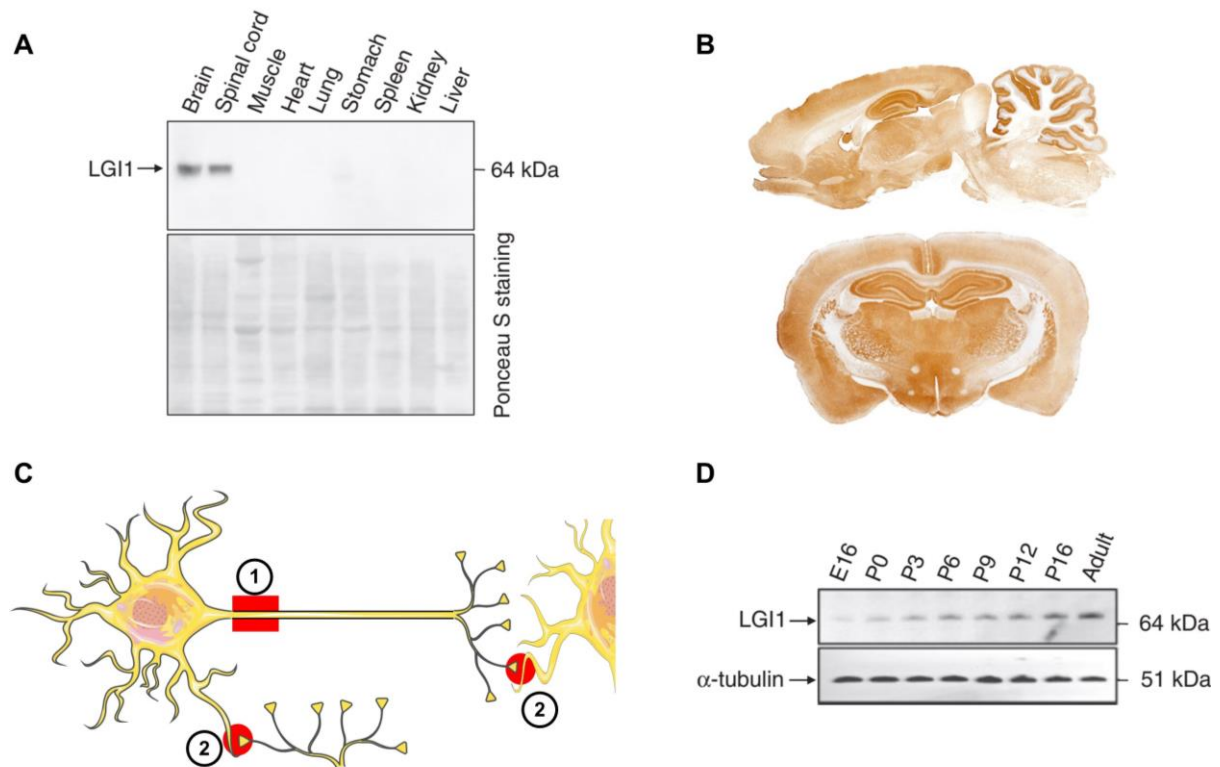 A
Brain
Spinal cord
Muscle
Heart
Lung
Stomach
Spleen
Kidney
Liver
LGI1
64 kDa
Ponceau S staining
B
C
1
2
2
D
E16
P0
P3
P6
P9
P12
P16
Adult
LGI1
64 kDa
α-tubulin
51 kDa